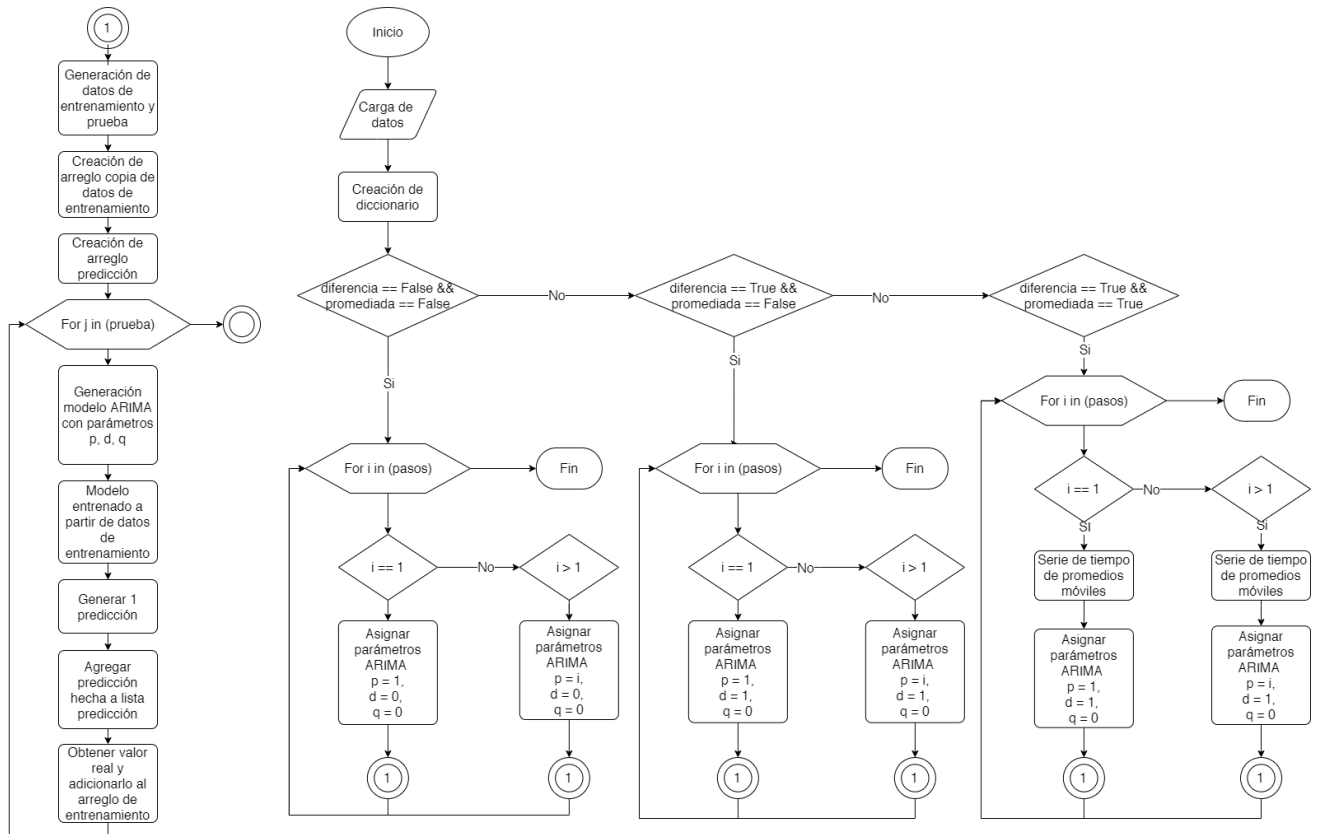 1
Generación de
datos de
entrenamiento y
prueba
Creación de
arreglo copia de
datos de
entrenamiento
Creación de
arreglo
predicción
For j in (prueba)
Generación
modelo ARIMA
con parámetros
p, d, q
Modelo
entrenado a
partir de datos
de
entrenamiento
Generar 1
predicción
Agregar
predicción
hecha a lista
predicción
Obtener valor
real y
adicionarlo al
arreglo de
entrenamiento
Inicio
Carga de
datos
Creación de
diccionario
diferencia == False &&
promediada == False
No
diferencia == True &&
promediada == False
No
diferencia == True &&
promediada == True
Si
For i in (pasos)
Fin
i == 1
No
i > 1
Asignar
parámetros
ARIMA
p = 1,
d = 0,
q = 0
Asignar
parámetros
ARIMA
p = i,
d = 0,
q = 0
1
1
Si
For i in (pasos)
Fin
i == 1
No
i > 1
Asignar
parámetros
ARIMA
p = 1,
d = 1,
q = 0
Asignar
parámetros
ARIMA
p = i,
d = 1,
q = 0
1
1
Si
For i in (pasos)
Fin
i == 1
No
i > 1
SI
Si
Serie de tiempo
de promedios
móviles
Serie de tiempo
de promedios
móviles
Asignar
parámetros
ARIMA
p = 1,
d = 1,
q = 0
Asignar
parámetros
ARIMA
p = i,
d = 1,
q = 0
1
1